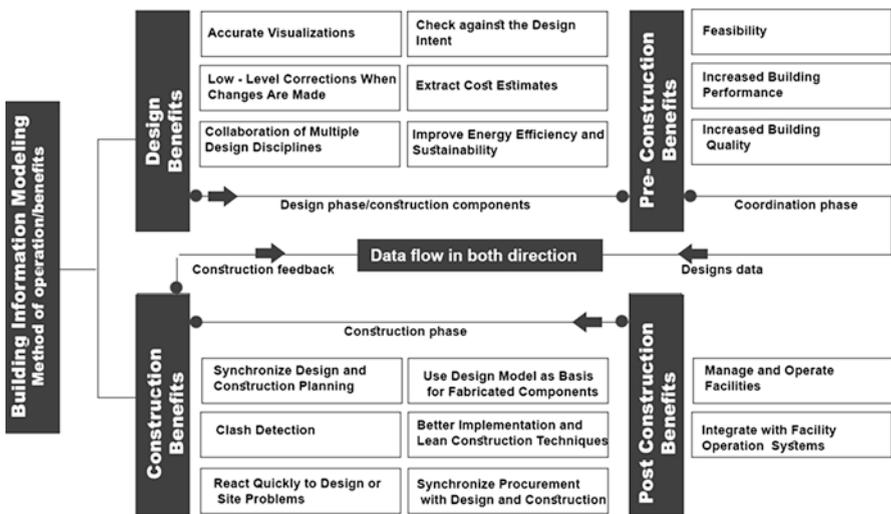 Building Information Modeling
Method of operation/benefits
Design
Benefits
Accurate Visualizations
Check against the Design
Intent
Low - Level Corrections When
Changes Are Made
Extract Cost Estimates
Collaboration of Multiple
Design Disciplines
Improve Energy Efficiency and
Sustainability
Pre- Construction
Benefits
Feasibility
Increased Building
Performance
Increased Building
Quality
Design phase/construction components
Coordination phase
Data flow in both direction
Construction feedback
Designs data
Construction phase
Construction
Benefits
Synchronize Design and
Construction Planning
Use Design Model as Basis
for Fabricated Components
Clash Detection
Better Implementation and
Lean Construction Techniques
React Quickly to Design or
Site Problems
Synchronize Procurement
with Design and Construction
Post Construction
Benefits
Manage and Operate
Facilities
Integrate with Facility
Operation Systems